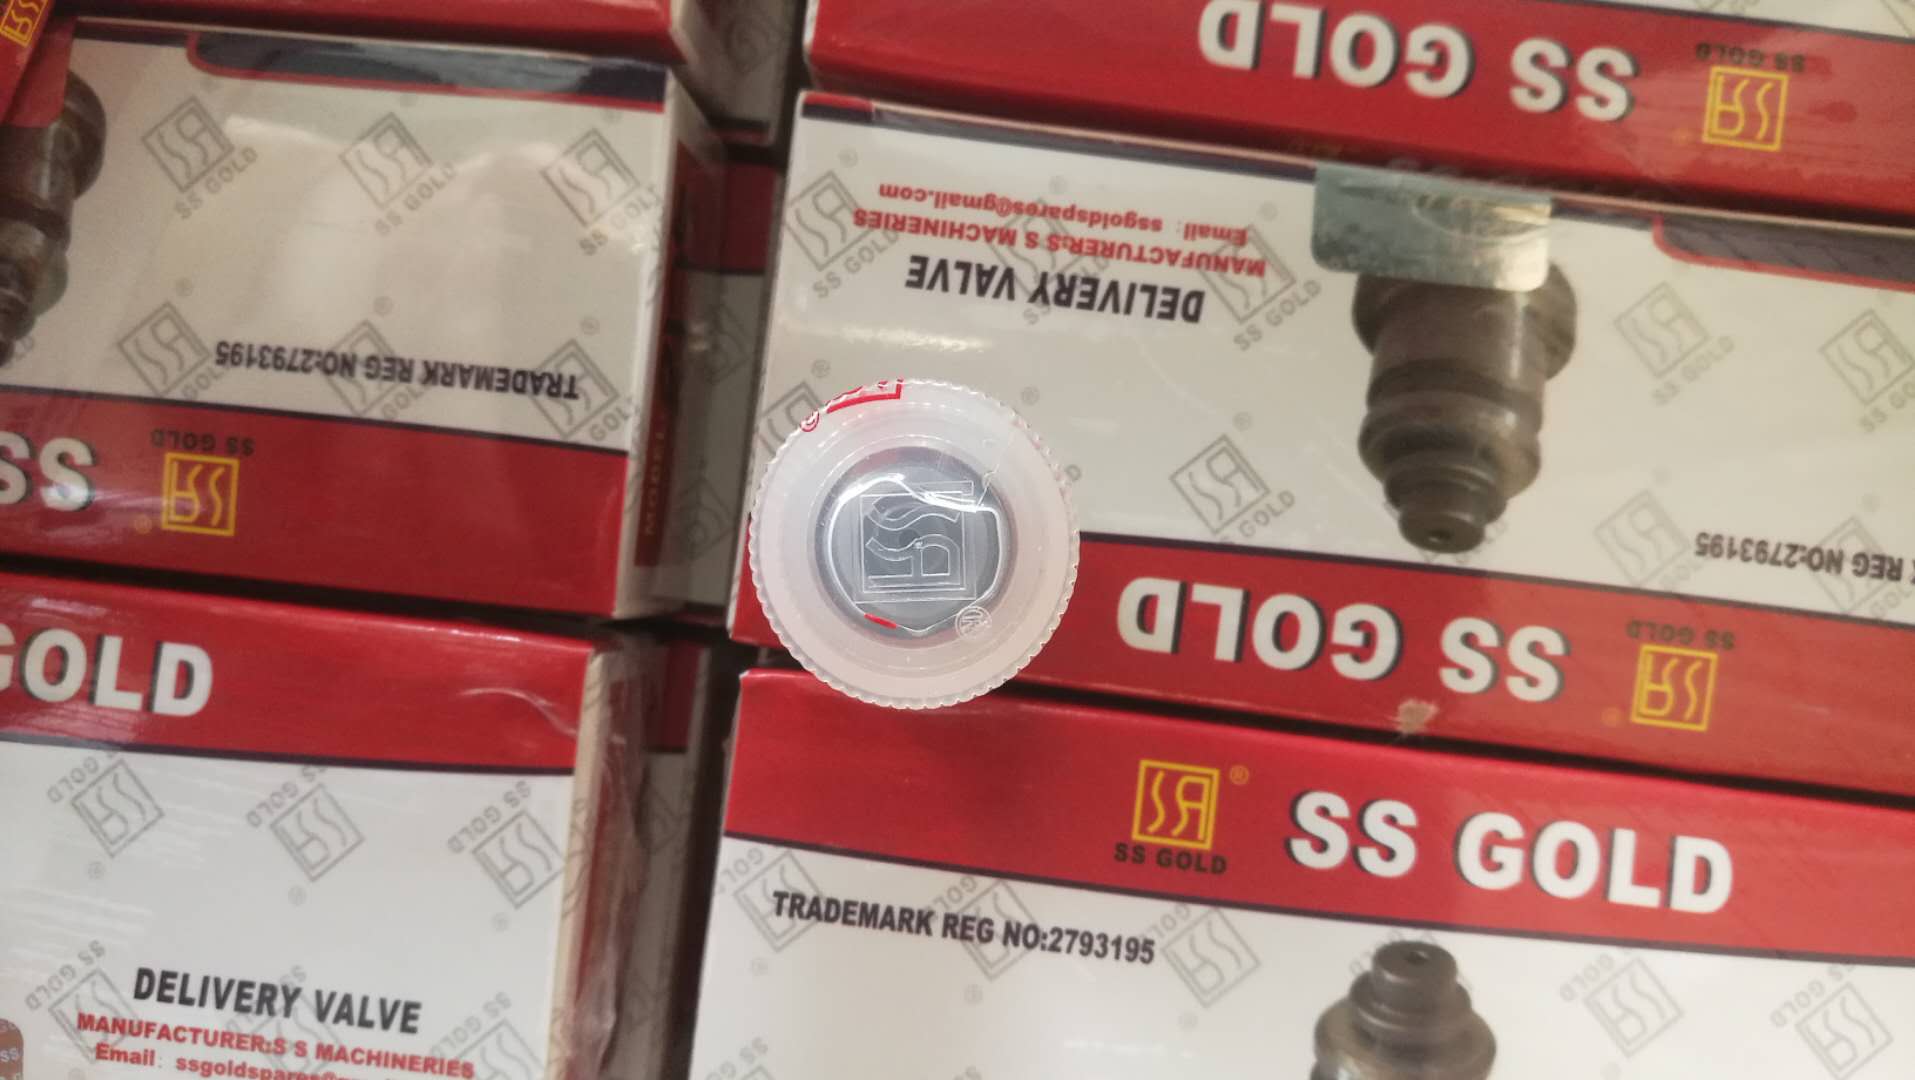 SS GOLD
SS GOLD
Email: ssgoldspares@gmail.com
MANUFACTURER:S S MACHINERIES
DELIVERY VALVE
TRADEMARK REG NO:2793195
SS
SS GOLD
REG NO:2793195
SS GOLD
SS GOLD
GOLD
SS GOLD
SS GOLD
TRADEMARK REG NO:2793195
DELIVERY VALVE
MANUFACTURER:S S MACHINERIES
Email: ssgoldspares